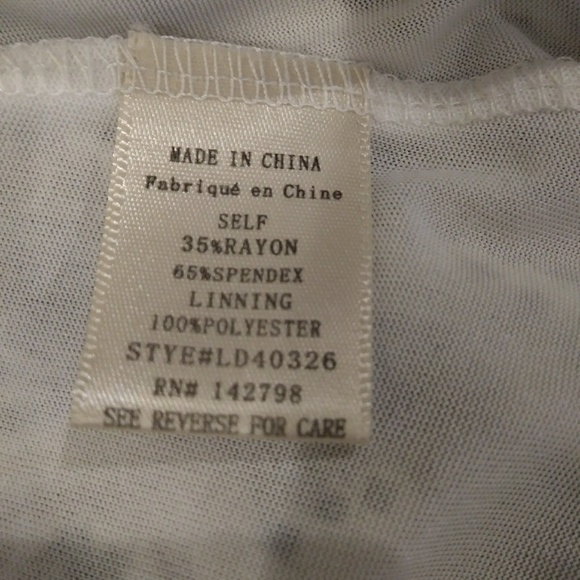 MADE IN CHINA
Fabriqué en Chine
SELF
35%RAYON
65%SPENDEX
LINNING
100%POLYESTER
STYE#LD40326
RN# 142798
SEE REVERSE FOR CARE